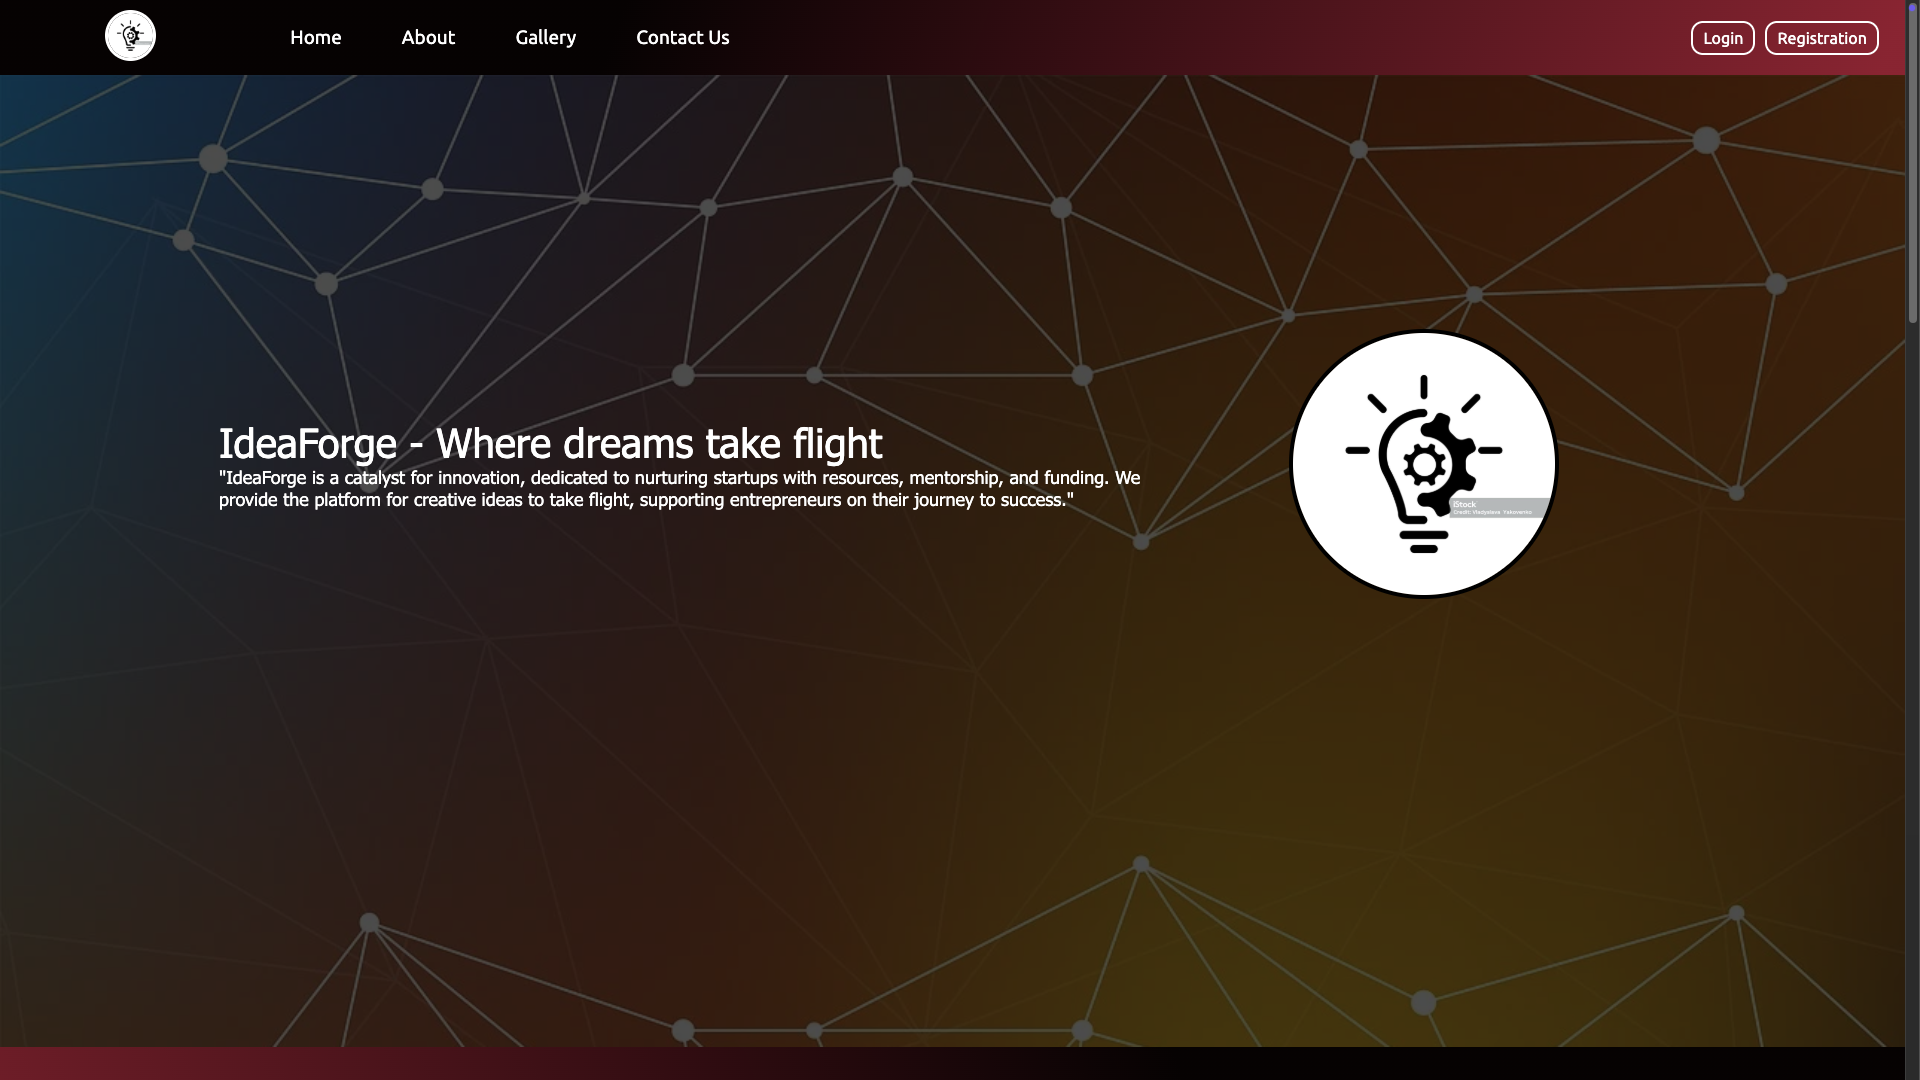 Home
About
Gallery
Contact Us
Login
Registration
IdeaForge - Where dreams take flight
"IdeaForge is a catalyst for innovation, dedicated to nurturing startups with resources, mentorship, and funding. We
provide the platform for creative ideas to take flight, supporting entrepreneurs on their journey to success."
iStock
Credit: Vladyslava Yakovenko